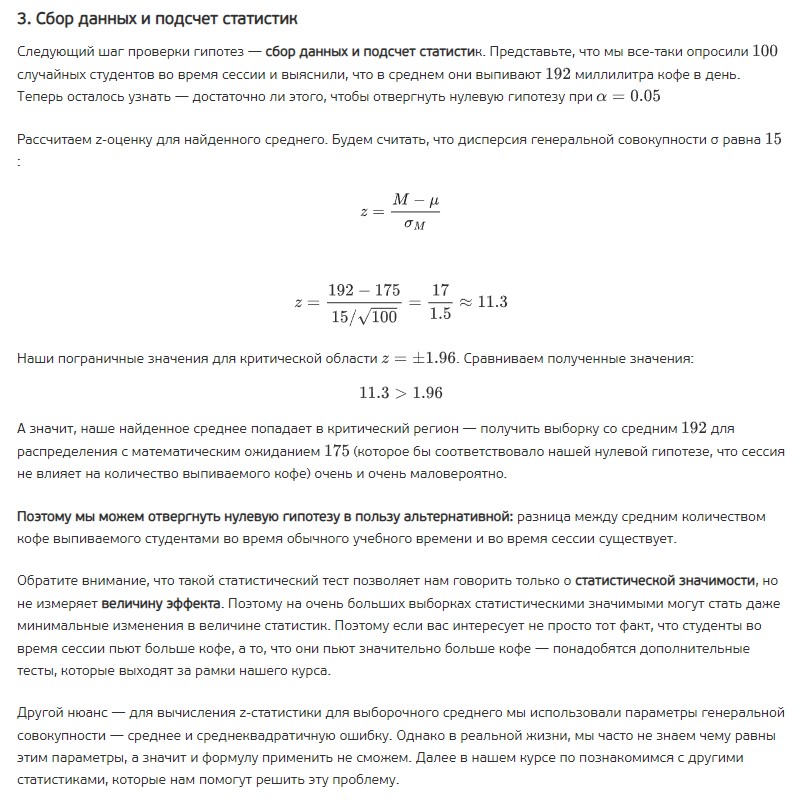 3. Сбор данных и подсчет статистик
Следующий шаг проверки гипотез — сбор данных и подсчет статистик. Представьте, что мы все-таки опросили 100
случайных студентов во время сессии и выяснили, что в среднем они выпивают 192 миллилитра кофе в день.
Теперь осталось узнать — достаточно ли этого, чтобы отвергнуть нулевую гипотезу при α = 0.05
Рассчитаем z-оценку для найденного среднего. Будем считать, что дисперсия генеральной совокупности σ равна 15
:
z = (M − μ) / σ_M
z = (192 − 175) / (15/√100) = 17 / 1.5 ≈ 11.3
Наши пограничные значения для критической области z = ±1.96. Сравниваем полученные значения:
11.3 > 1.96
А значит, наше найденное среднее попадает в критический регион — получить выборку со средним 192 для
распределения с математическим ожиданием 175 (которое бы соответствовало нашей нулевой гипотезе, что сессия
не влияет на количество выпиваемого кофе) очень и очень маловероятно.
Поэтому мы можем отвергнуть нулевую гипотезу в пользу альтернативной: разница между средним количеством
кофе выпиваемого студентами во время обычного учебного времени и во время сессии существует.
Обратите внимание, что такой статистический тест позволяет нам говорить только о статистической значимости, но
не измеряет величину эффекта. Поэтому на очень больших выборках статистическими значимыми могут стать даже
минимальные изменения в величине статистик. Поэтому если вас интересует не просто тот факт, что студенты во
время сессии пьют больше кофе, а то, что они пьют значительно больше кофе — понадобятся дополнительные
тесты, которые выходят за рамки нашего курса.
Другой нюанс — для вычисления z-статистики для выборочного среднего мы использовали параметры генеральной
совокупности — среднее и среднеквадратичную ошибку. Однако в реальной жизни, мы часто не знаем чему равны
этим параметры, а значит и формулу применить не сможем. Далее в нашем курсе по познакомимся с другими
статистиками, которые нам помогут решить эту проблему.